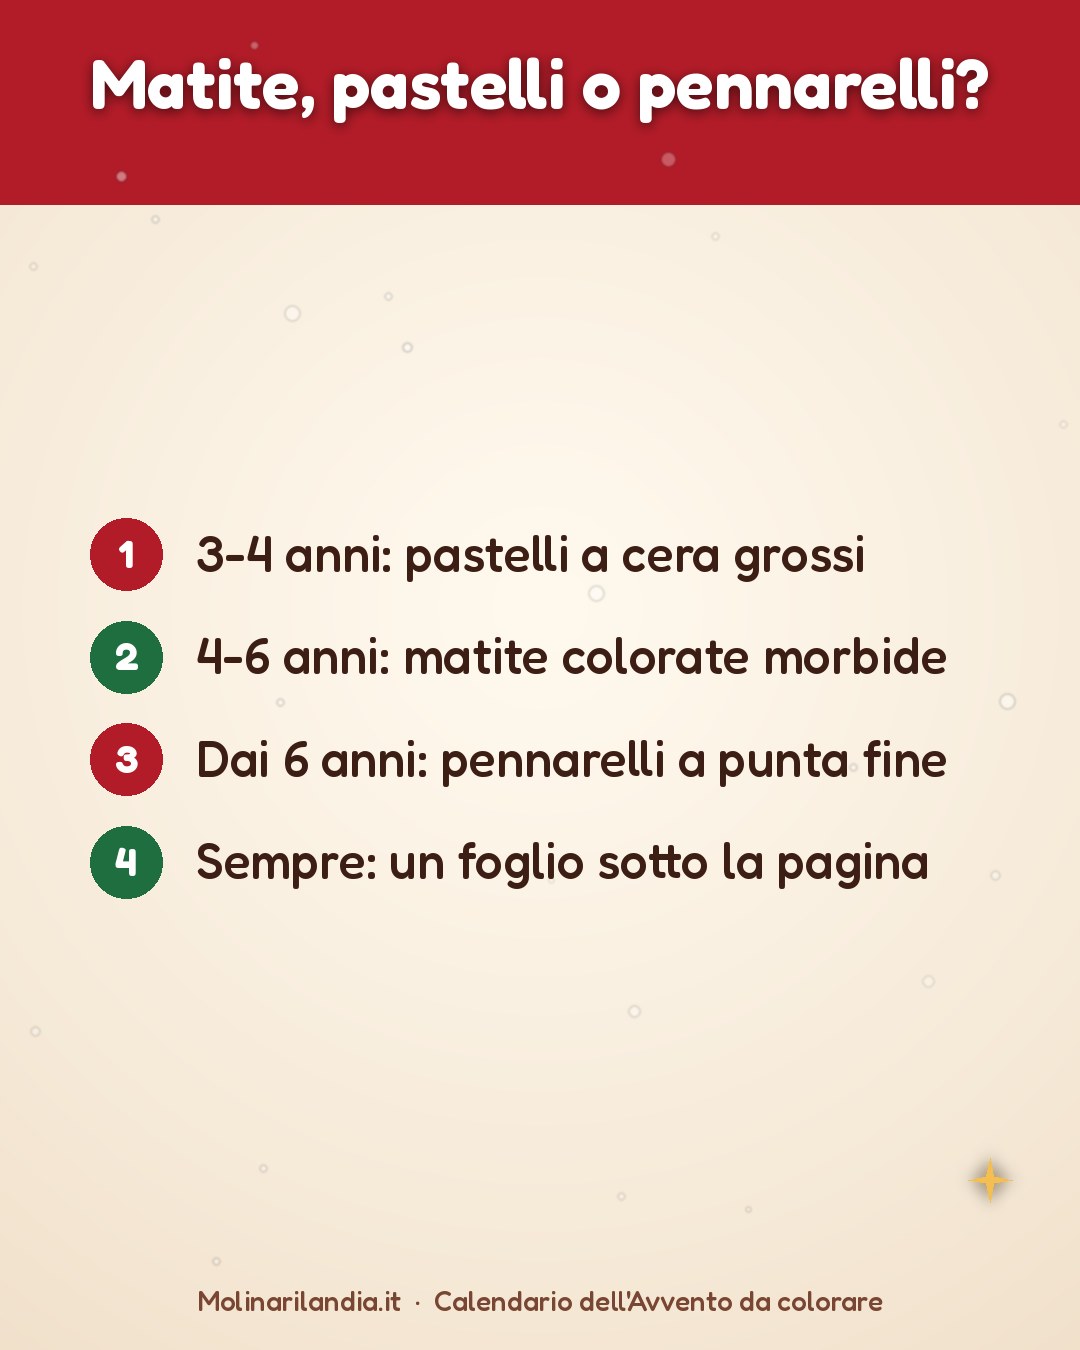 Matite, pastelli o pennarelli?
1 3-4 anni: pastelli a cera grossi
2 4-6 anni: matite colorate morbide
3 Dai 6 anni: pennarelli a punta fine
4 Sempre: un foglio sotto la pagina
Molinarilandia.it · Calendario dell'Avvento da colorare